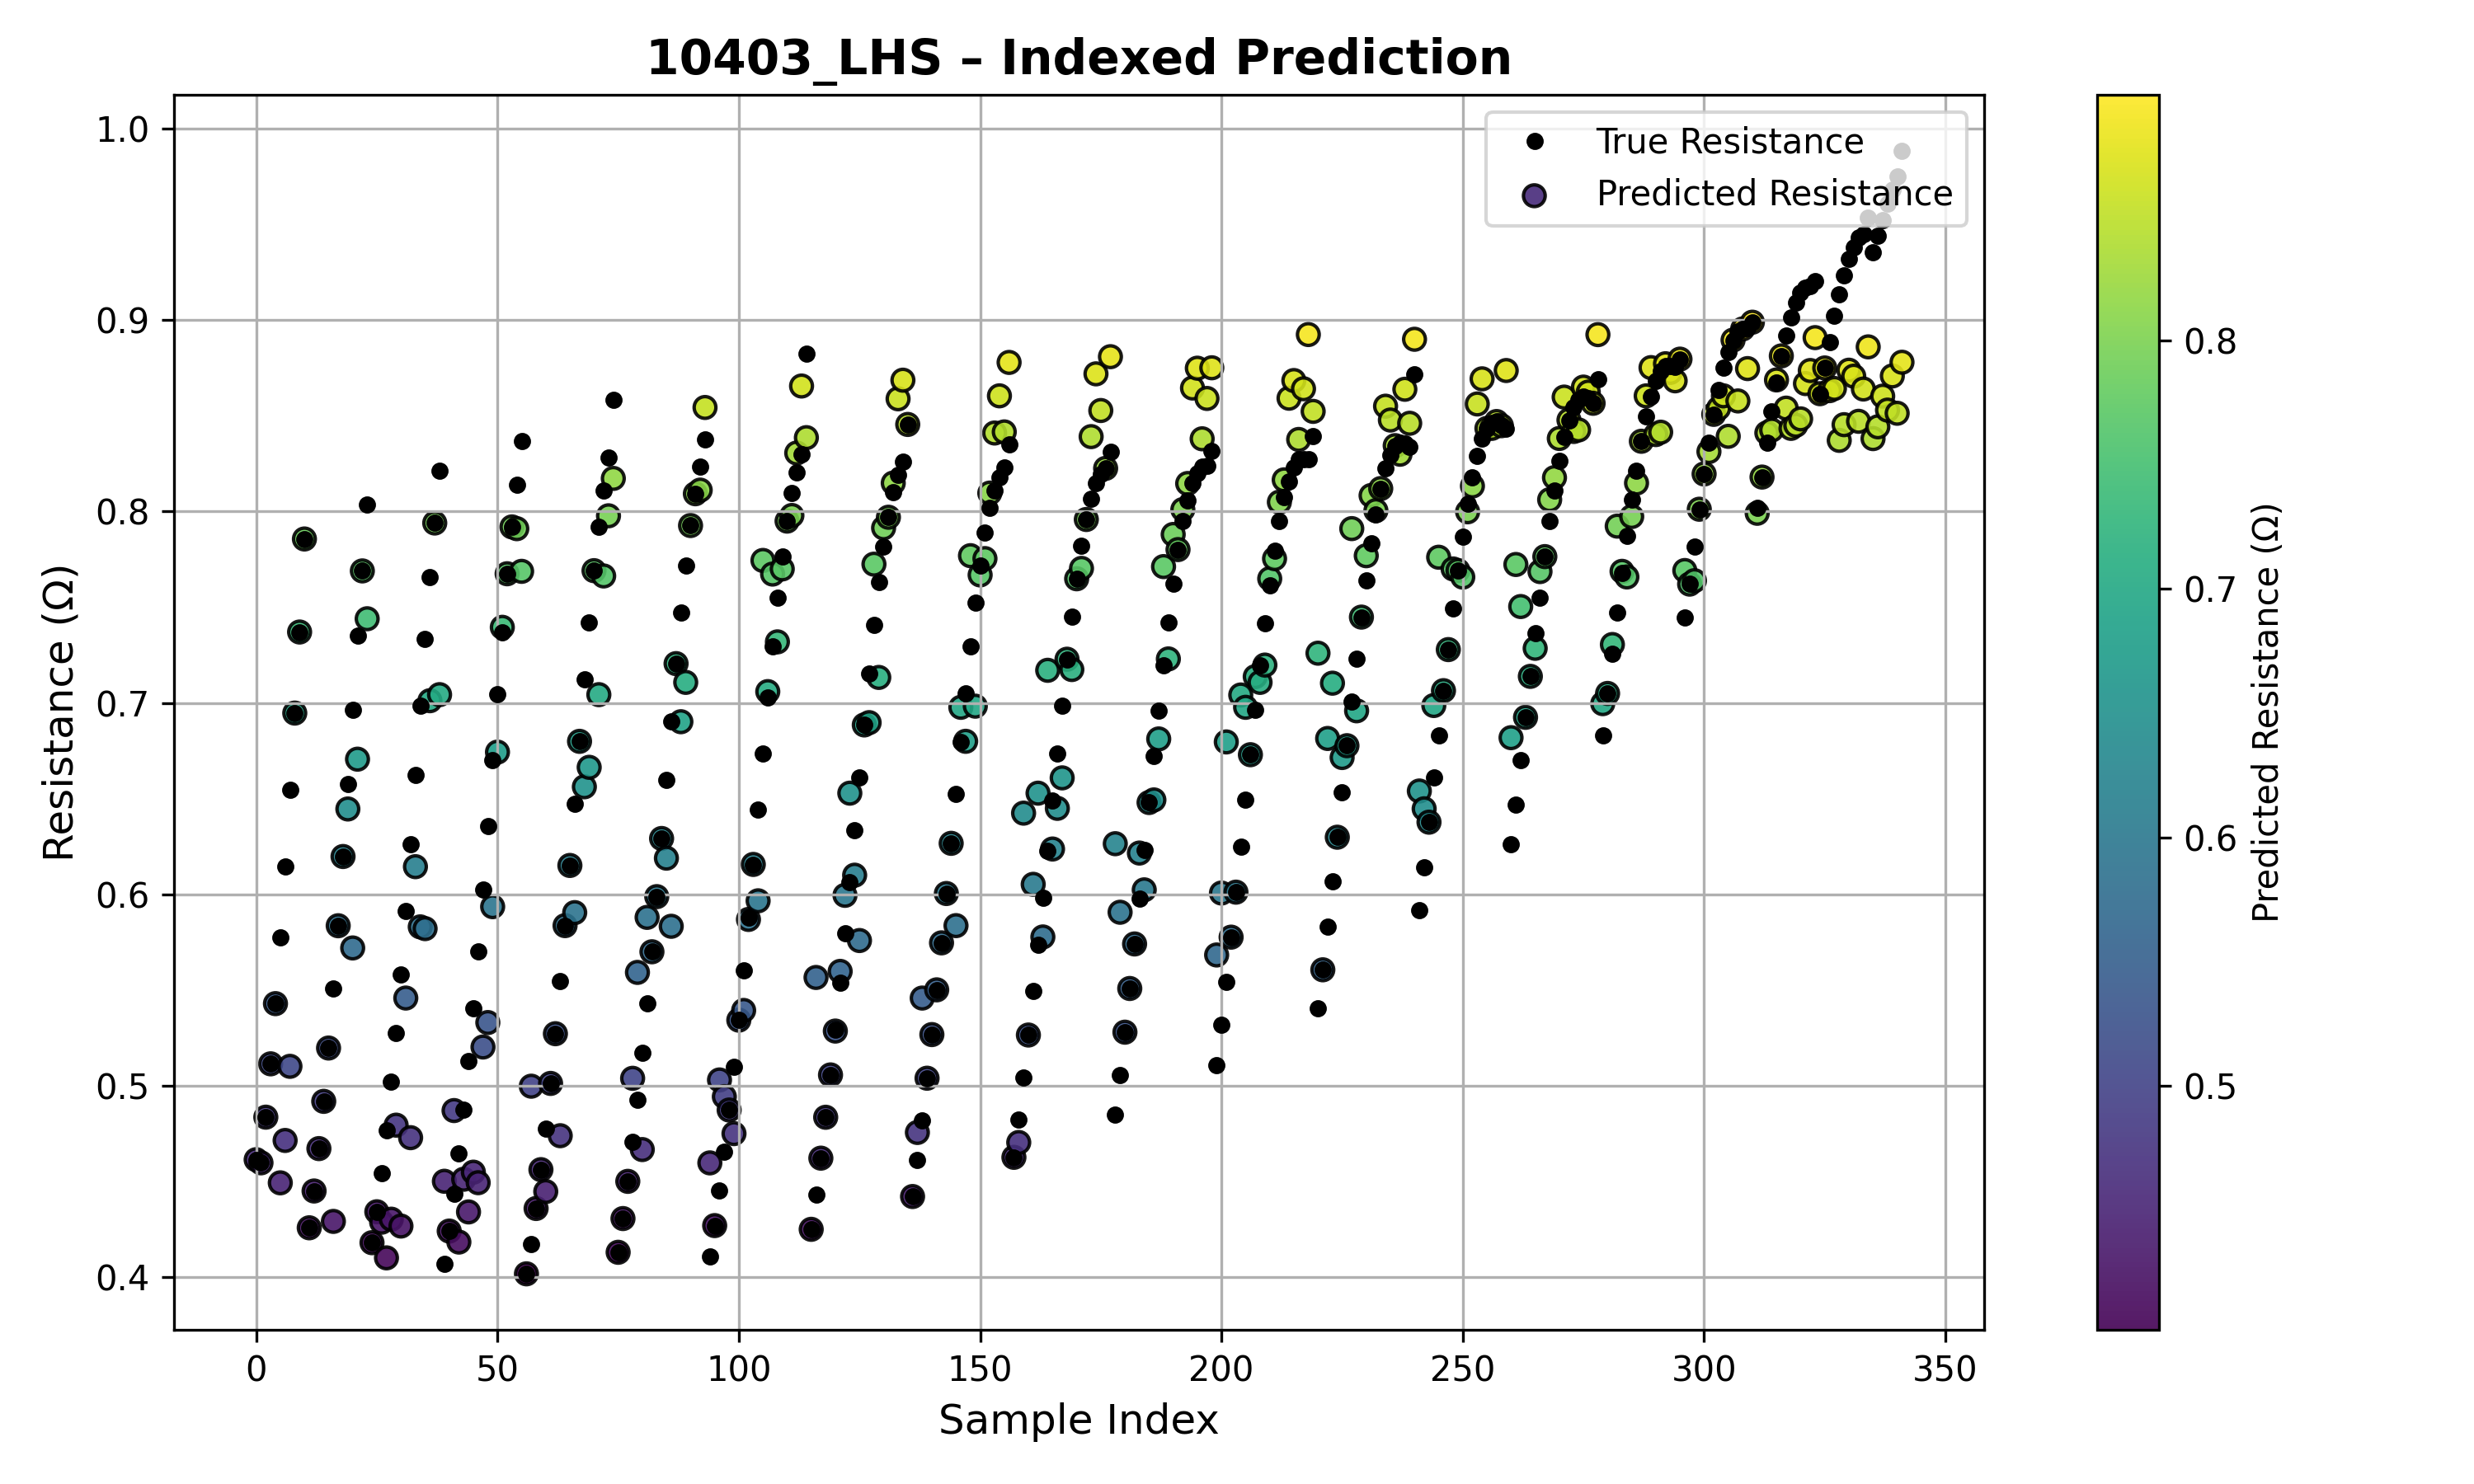 10403_LHS – Indexed Prediction
True Resistance
Predicted Resistance
1.0
0.9
0.8
0.7
0.6
0.5
0.4
Resistance (Ω)
0 50 100 150 200 250 300 350
Sample Index
0.8
0.7
0.6
0.5
Predicted Resistance (Ω)